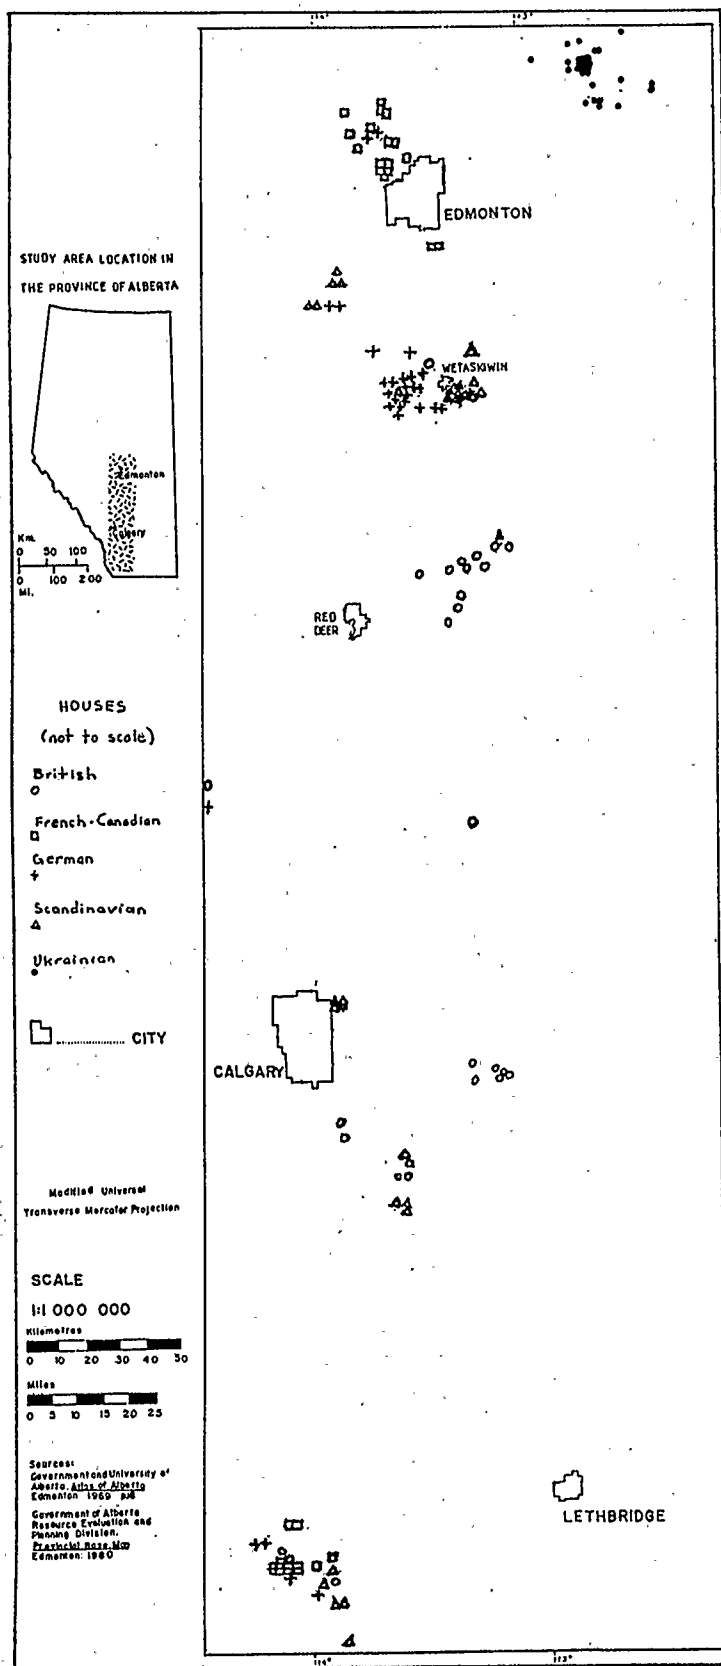 114°
113°
EDMONTON
STUDY AREA LOCATION IN
THE PROVINCE OF ALBERTA
WETASKIWIN
Edmonton
Calgary
Km.
0 50 100
0 100 200
MI.
RED
DEER
HOUSES
(not to scale)
British
French-Canadian
German
Scandinavian
Ukrainian
CITY
CALGARY
Modified Universal
Transverse Mercator Projection
SCALE
1:1 000 000
Kilometres
0 10 20 30 40 50
Miles
0 5 10 15 20 25
Sources:
Government and University of
Alberta. Atlas of Alberta
Edmonton 1969
Government of Alberta
Resource Evaluation and
Planning Division.
Provincial Base Map
Edmonton: 1980
LETHBRIDGE
114°
113°